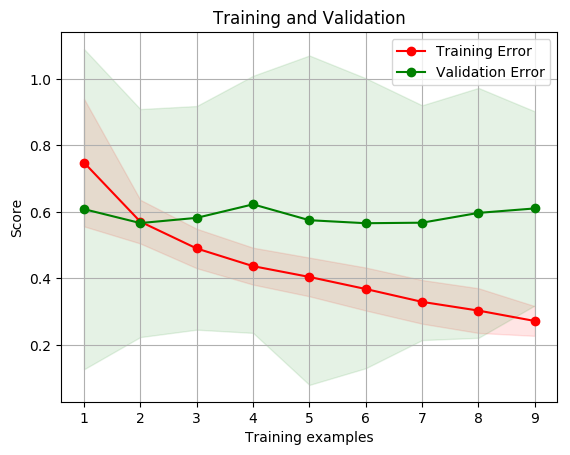 Training and Validation
Training Error
Validation Error
1.0
0.8
0.6
0.4
0.2
Score
1 2 3 4 5 6 7 8 9
Training examples